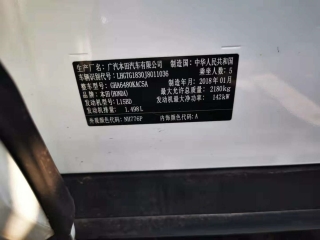 生产厂名：广汽本田汽车有限公司 制造国：中华人民共和国
车辆识别代号：LHGTG1830J8011036 乘坐人数：5
整车型号：GHA6480KAC5A 制造年月：2018年01月
品牌：本田(HONDA) 最大允许总质量：2180kg
发动机型号：L15BD 发动机最大净功率：142kW
发动机排量：1.498L
外饰颜色代码：NH776P 内饰颜色代码：A